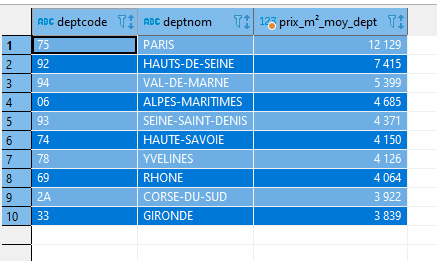 ABC deptcode ABC deptnom 123 prix_m²_moy_dept
1 75 PARIS 12 129
2 92 HAUTS-DE-SEINE 7 415
3 94 VAL-DE-MARNE 5 399
4 06 ALPES-MARITIMES 4 685
5 93 SEINE-SAINT-DENIS 4 371
6 74 HAUTE-SAVOIE 4 150
7 78 YVELINES 4 126
8 69 RHONE 4 064
9 2A CORSE-DU-SUD 3 922
10 33 GIRONDE 3 839